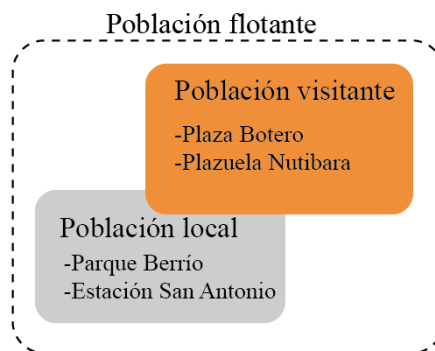 Población flotante
Población visitante
-Plaza Botero
-Plazuela Nutibara
Población local
-Parque Berrío
-Estación San Antonio